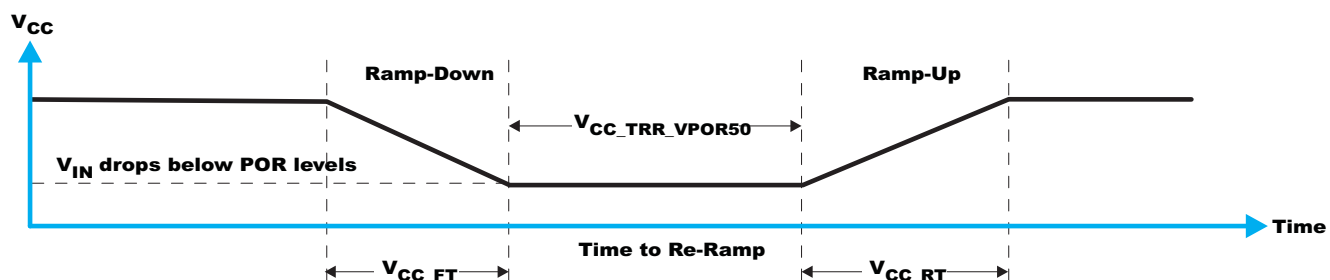 VCC
Ramp-Down
Ramp-Up
VCC_TRR_VPOR50
VIN drops below POR levels
Time
Time to Re-Ramp
VCC_FT
VCC_RT